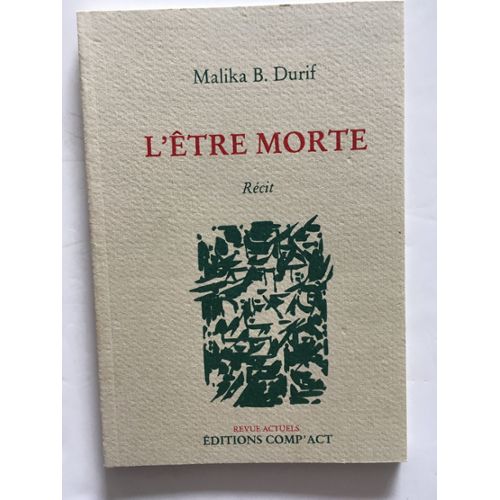 Malika B. Durif
L'ÊTRE MORTE
Récit
REVUE ACTUELS
ÉDITIONS COMP'ACT